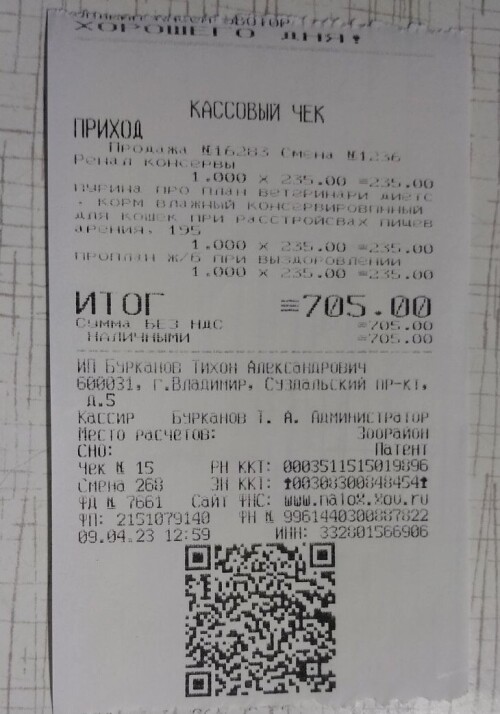 ХОРОШЕГО ДНЯ!
КАССОВЫЙ ЧЕК
ПРИХОД
Продажа №16283 Смена №1236
Ренал консервы
1.000 x 235.00 =235.00
Пурина про план ветеринари диетс
. корм влажный консервировпнный
для кошек при расстройсвах пищев
арения, 195
1.000 x 235.00 =235.00
Проплан ж/б при выздоровлении
1.000 x 235.00 =235.00
ИТОГ =705.00
Сумма БЕЗ НДС =705.00
НАЛИЧНЫМИ =705.00
ИП Бурканов Тихон Александрович
600031, г.Владимир, Суздальский пр-кт,
д.5
Кассир Бурканов Т. А. Администратор
Место расчетов: Зоорайон
СНО: Патент
Чек № 15 РН ККТ: 0003511515019896
Смена 268 ЗН ККТ: 00308300848454
ФД № 7661 Сайт ФНС: www.nalog.gov.ru
ФП: 2151079140 ФН № 9961440300887822
09.04.23 12:59 ИНН: 332801566906